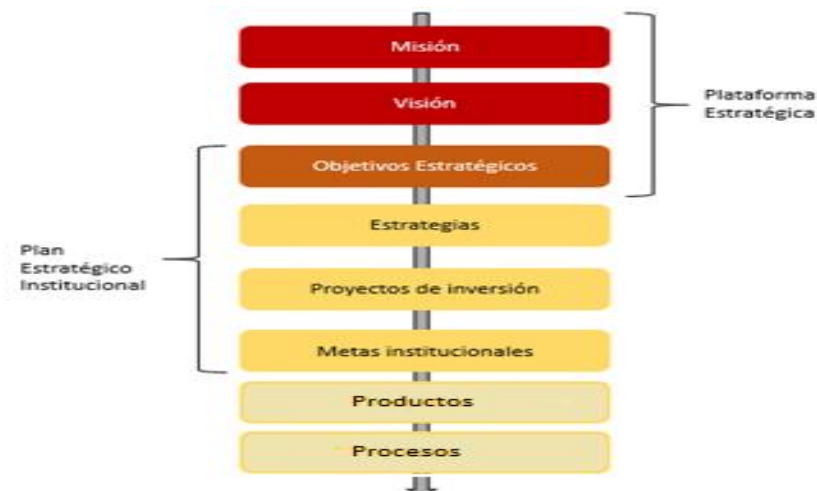 Misión
Visión
Plataforma
Estratégica
Objetivos Estratégicos
Estrategias
Plan
Estratégico
Institucional
Proyectos de inversión
Metas institucionales
Productos
Procesos